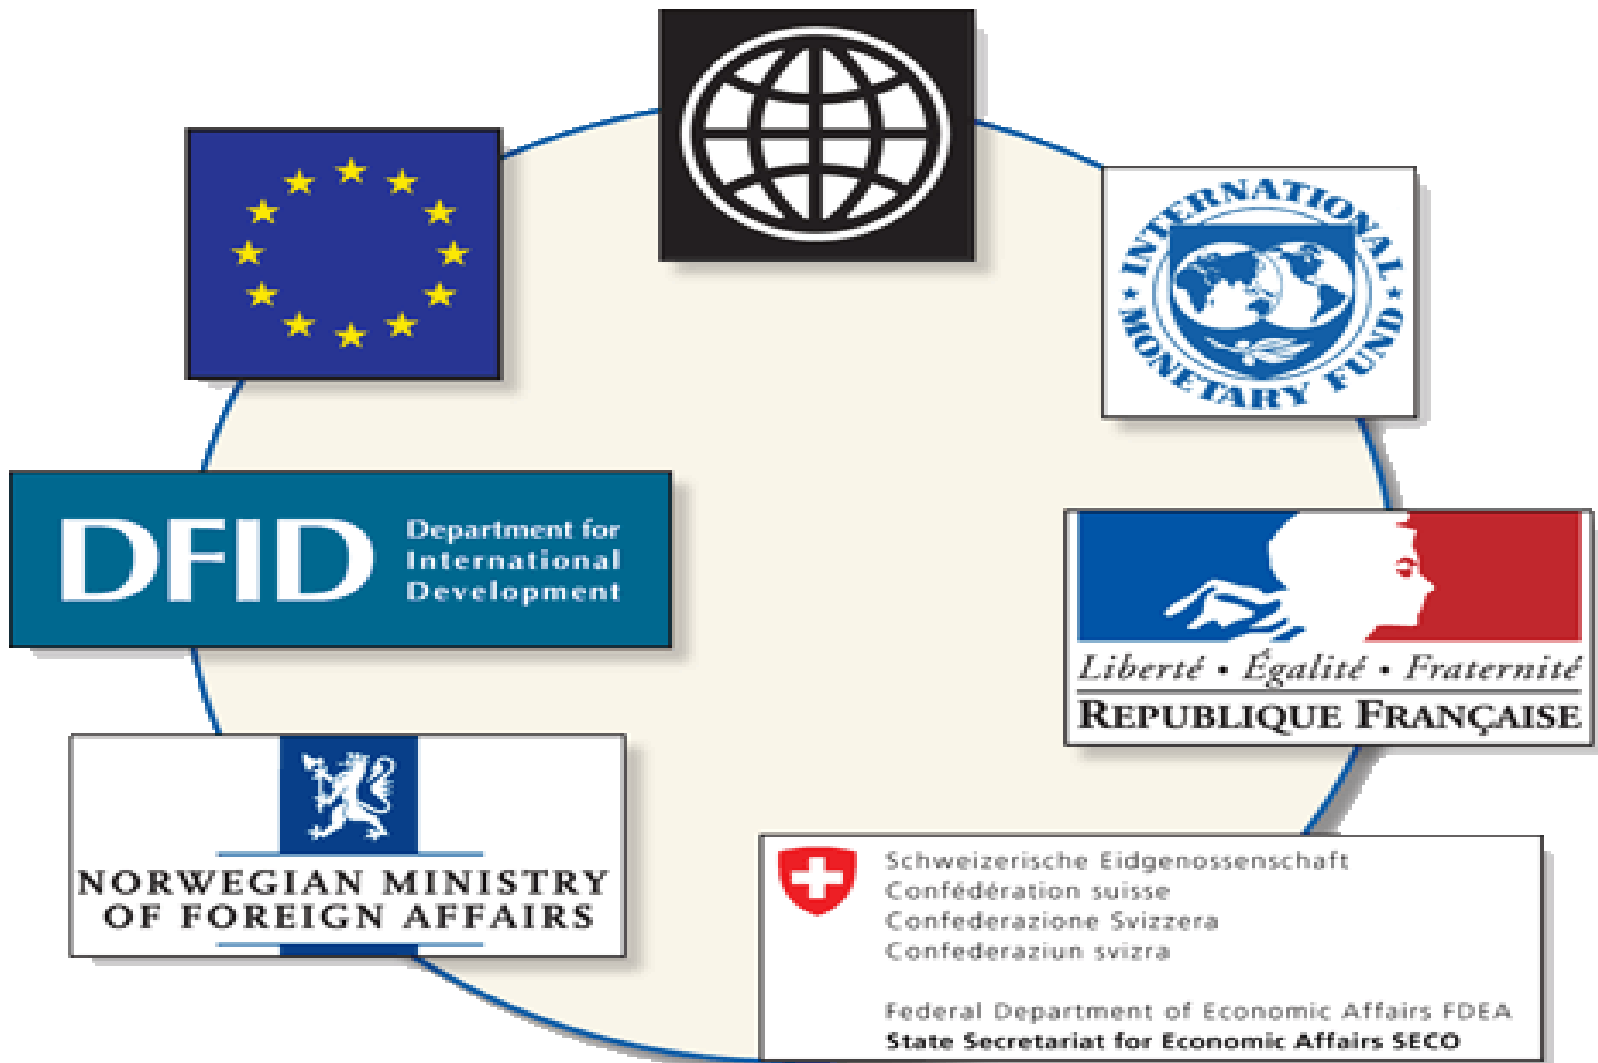 INTERNATIONAL
MONETARY FUND
DFID
Department for
International
Development
Liberté • Égalité • Fraternité
REPUBLIQUE FRANÇAISE
NORWEGIAN MINISTRY
OF FOREIGN AFFAIRS
Schweizerische Eidgenossenschaft
Confédération suisse
Confederazione Svizzera
Confederaziun svizra
Federal Department of Economic Affairs FDEA
State Secretariat for Economic Affairs SECO